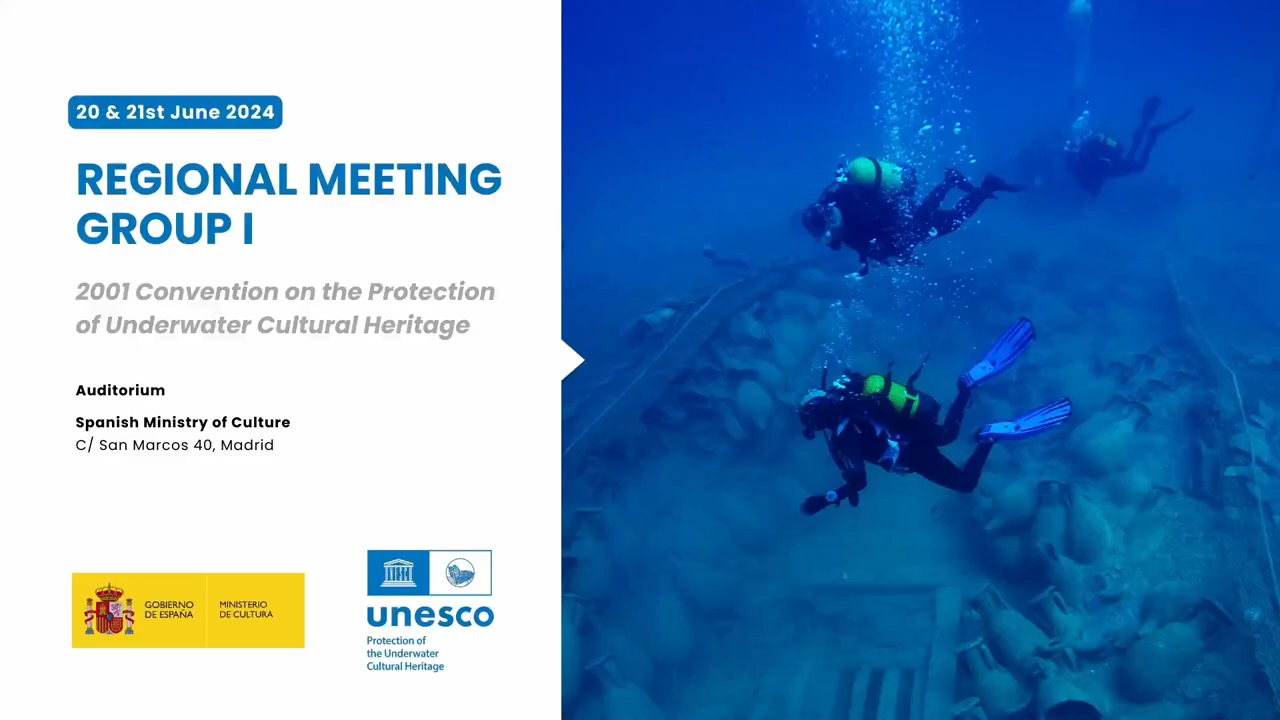 20 & 21st June 2024
REGIONAL MEETING
GROUP I
2001 Convention on the Protection
of Underwater Cultural Heritage
Auditorium
Spanish Ministry of Culture
C/ San Marcos 40, Madrid
GOBIERNO
DE ESPAÑA
MINISTERIO
DE CULTURA
unesco
Protection of
the Underwater
Cultural Heritage